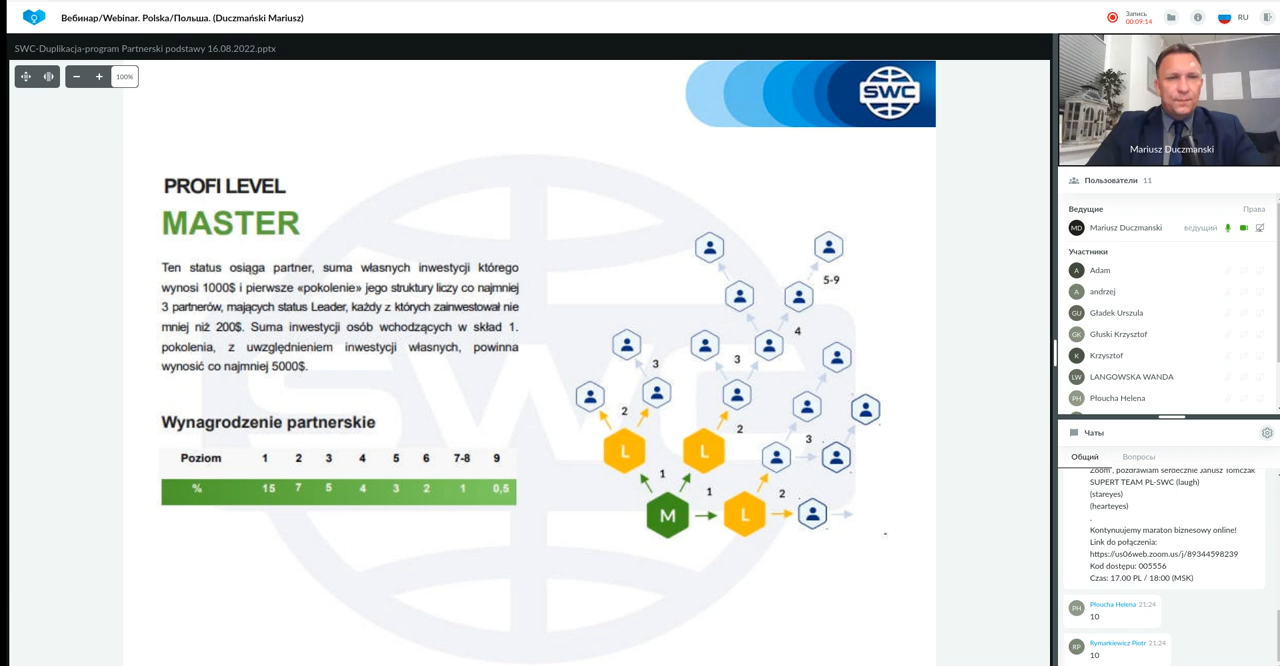 Вебинар/Webinar. Polska/Польша. (Duczmański Mariusz)
Запись
00:09:14
RU
SWC-Duplikacja-program Partnerski podstawy 16.08.2022.pptx
100%
SWC
PROFI LEVEL
MASTER
Ten status osiąga partner, suma własnych inwestycji którego
wynosi 1000$ i pierwsze «pokolenie» jego struktury liczy co najmniej
3 partnerów, mających status Leader, każdy z których zainwestował nie
mniej niż 200$. Suma inwestycji osób wchodzących w skład 1.
pokolenia, z uwzględnieniem inwestycji własnych, powinna
wynosić co najmniej 5000$.
Wynagrodzenie partnerskie
Poziom 1 2 3 4 5 6 7-8 9
% 15 7 5 4 3 2 1 0,5
5-9
4
3
3
2
2
L
L
3
1
1
2
M
L
Mariusz Duczmanski
Пользователи 11
Ведущие Права
MD Mariusz Duczmanski ведущий
Участники
A Adam
A andrzej
GU Gładek Urszula
GK Głuski Krzysztof
K Krzysztof
LW LANGOWSKA WANDA
PH Płoucha Helena
Чаты
Общий Вопросы
Zoom", pozdrawiam serdecznie Janusz Tomczak
SUPERT TEAM PL-SWC (laugh)
(stareyes)
(hearteyes)
.
Kontynuujemy maraton biznesowy online!
Link do połączenia:
https://us06web.zoom.us/j/89344598239
Kod dostępu: 005556
Czas: 17.00 PL / 18:00 (MSK)
PH Płoucha Helena 21:24
10
RP Rymarkiewicz Piotr 21:24
10